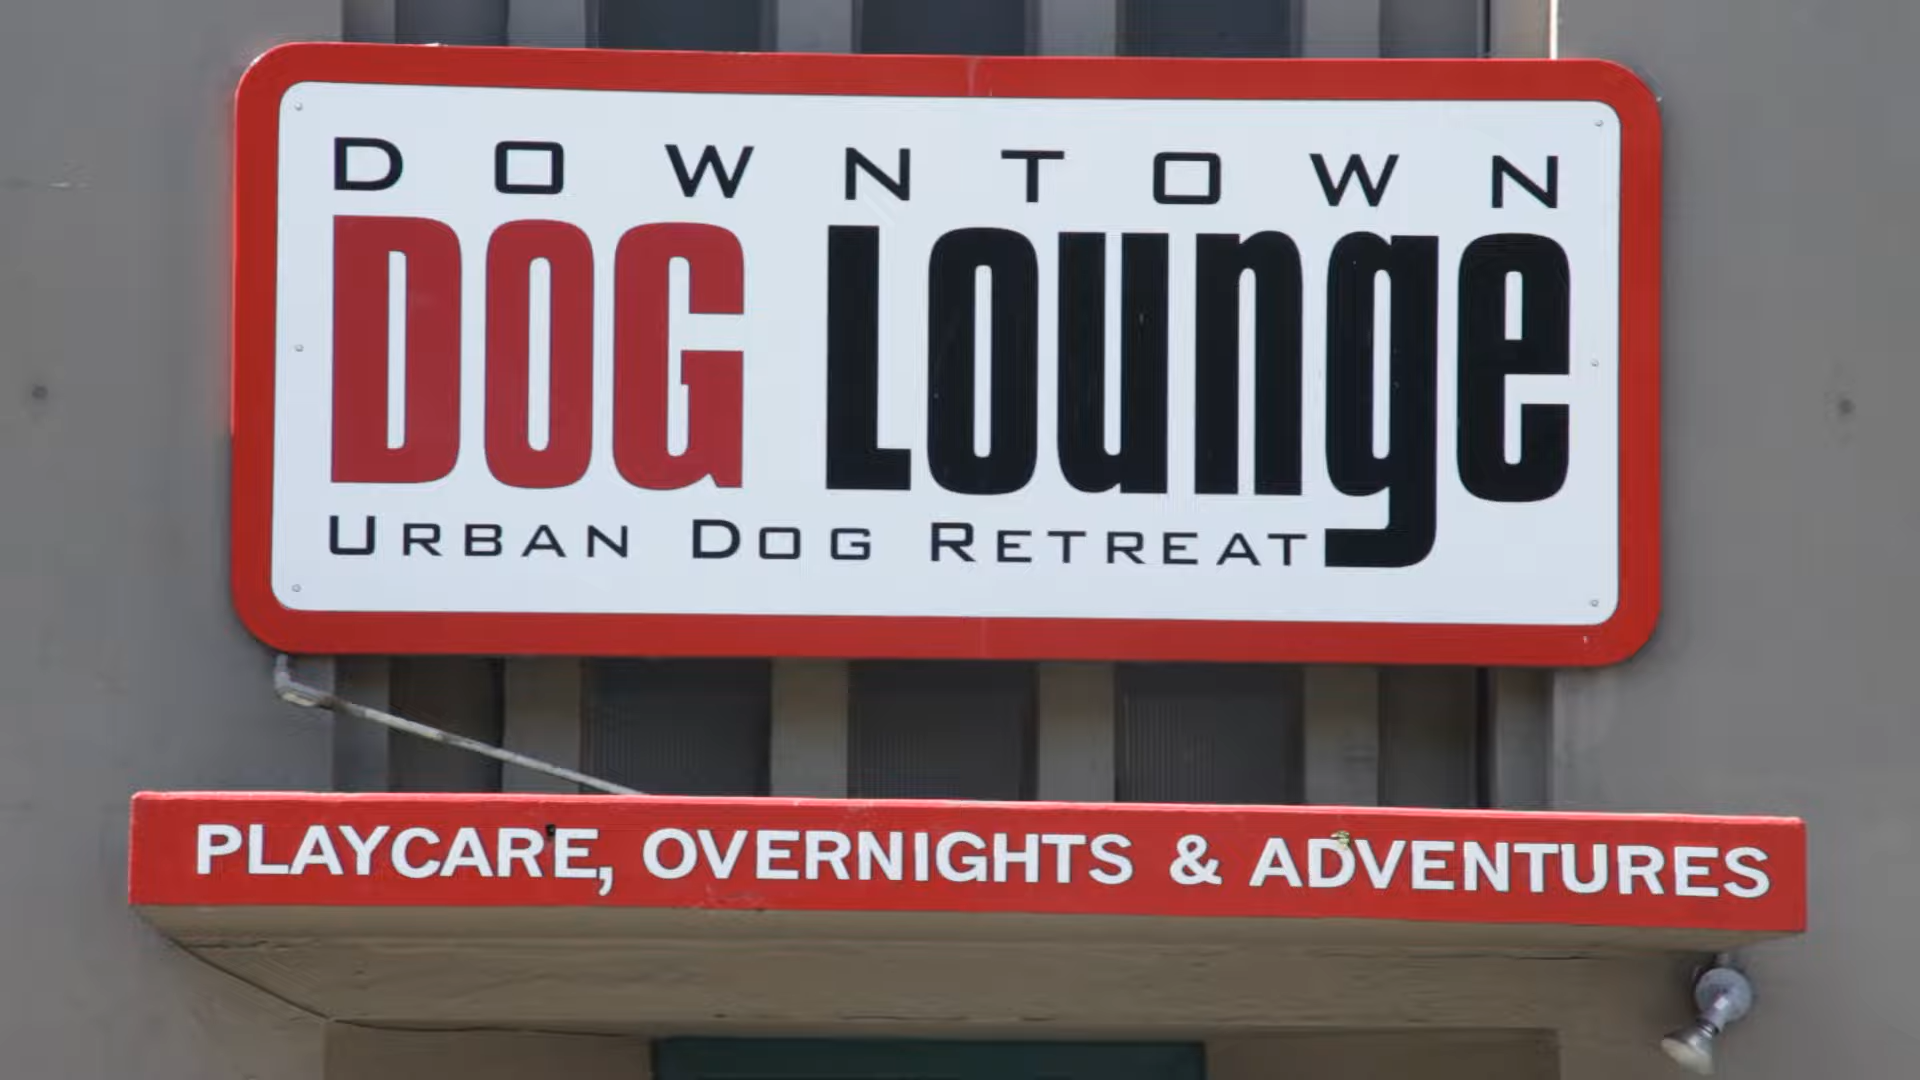 DOWNTOWN
DOG Lounge
URBAN DOG RETREAT
PLAYCARE, OVERNIGHTS & ADVENTURES